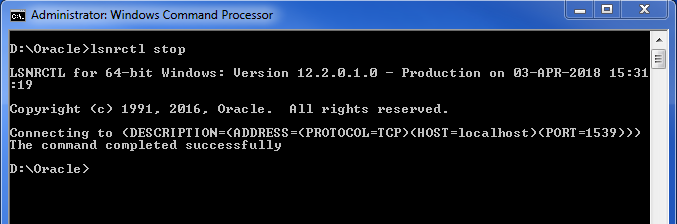 Administrator: Windows Command Processor
D:\Oracle>lsnrctl stop
LSNRCTL for 64-bit Windows: Version 12.2.0.1.0 - Production on 03-APR-2018 15:31
:19
Copyright (c) 1991, 2016, Oracle.  All rights reserved.
Connecting to (DESCRIPTION=(ADDRESS=(PROTOCOL=TCP)(HOST=localhost)(PORT=1539)))
The command completed successfully
D:\Oracle>